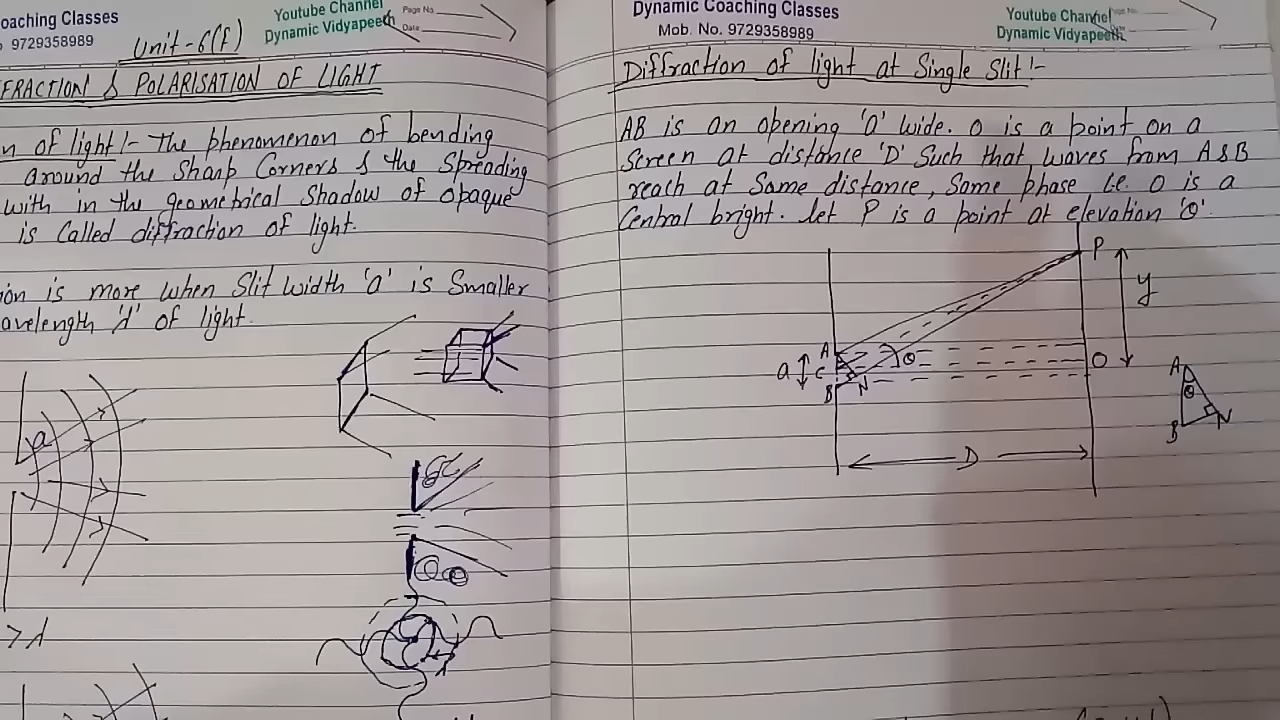 oaching Classes
9729358989
Youtube Channel
Dynamic Vidyapeeth
Page No.
Date
Unit-6(f)
FRACTION & POLARISATION OF LIGHT
n of light :- The phenomenon of bending
around the Sharp Corners & the Spreading
with in the geometrical Shadow of opaque
is Called diffraction of light.
ion is more when Slit width 'a' is Smaller
avelength 'λ' of light.
a
> λ
Dynamic Coaching Classes
Mob. No. 9729358989
Youtube Channel
Dynamic Vidyapeeth
Diffraction of light at Single Slit :-
AB is an opening 'a' wide. O is a point on a
Screen at distance 'D' Such that waves from A & B
reach at Same distance, Same phase i.e. O is a
Central bright. Let P is a point at elevation 'θ'.
P
y
A
a C θ O
B N
D
A
θ
B N